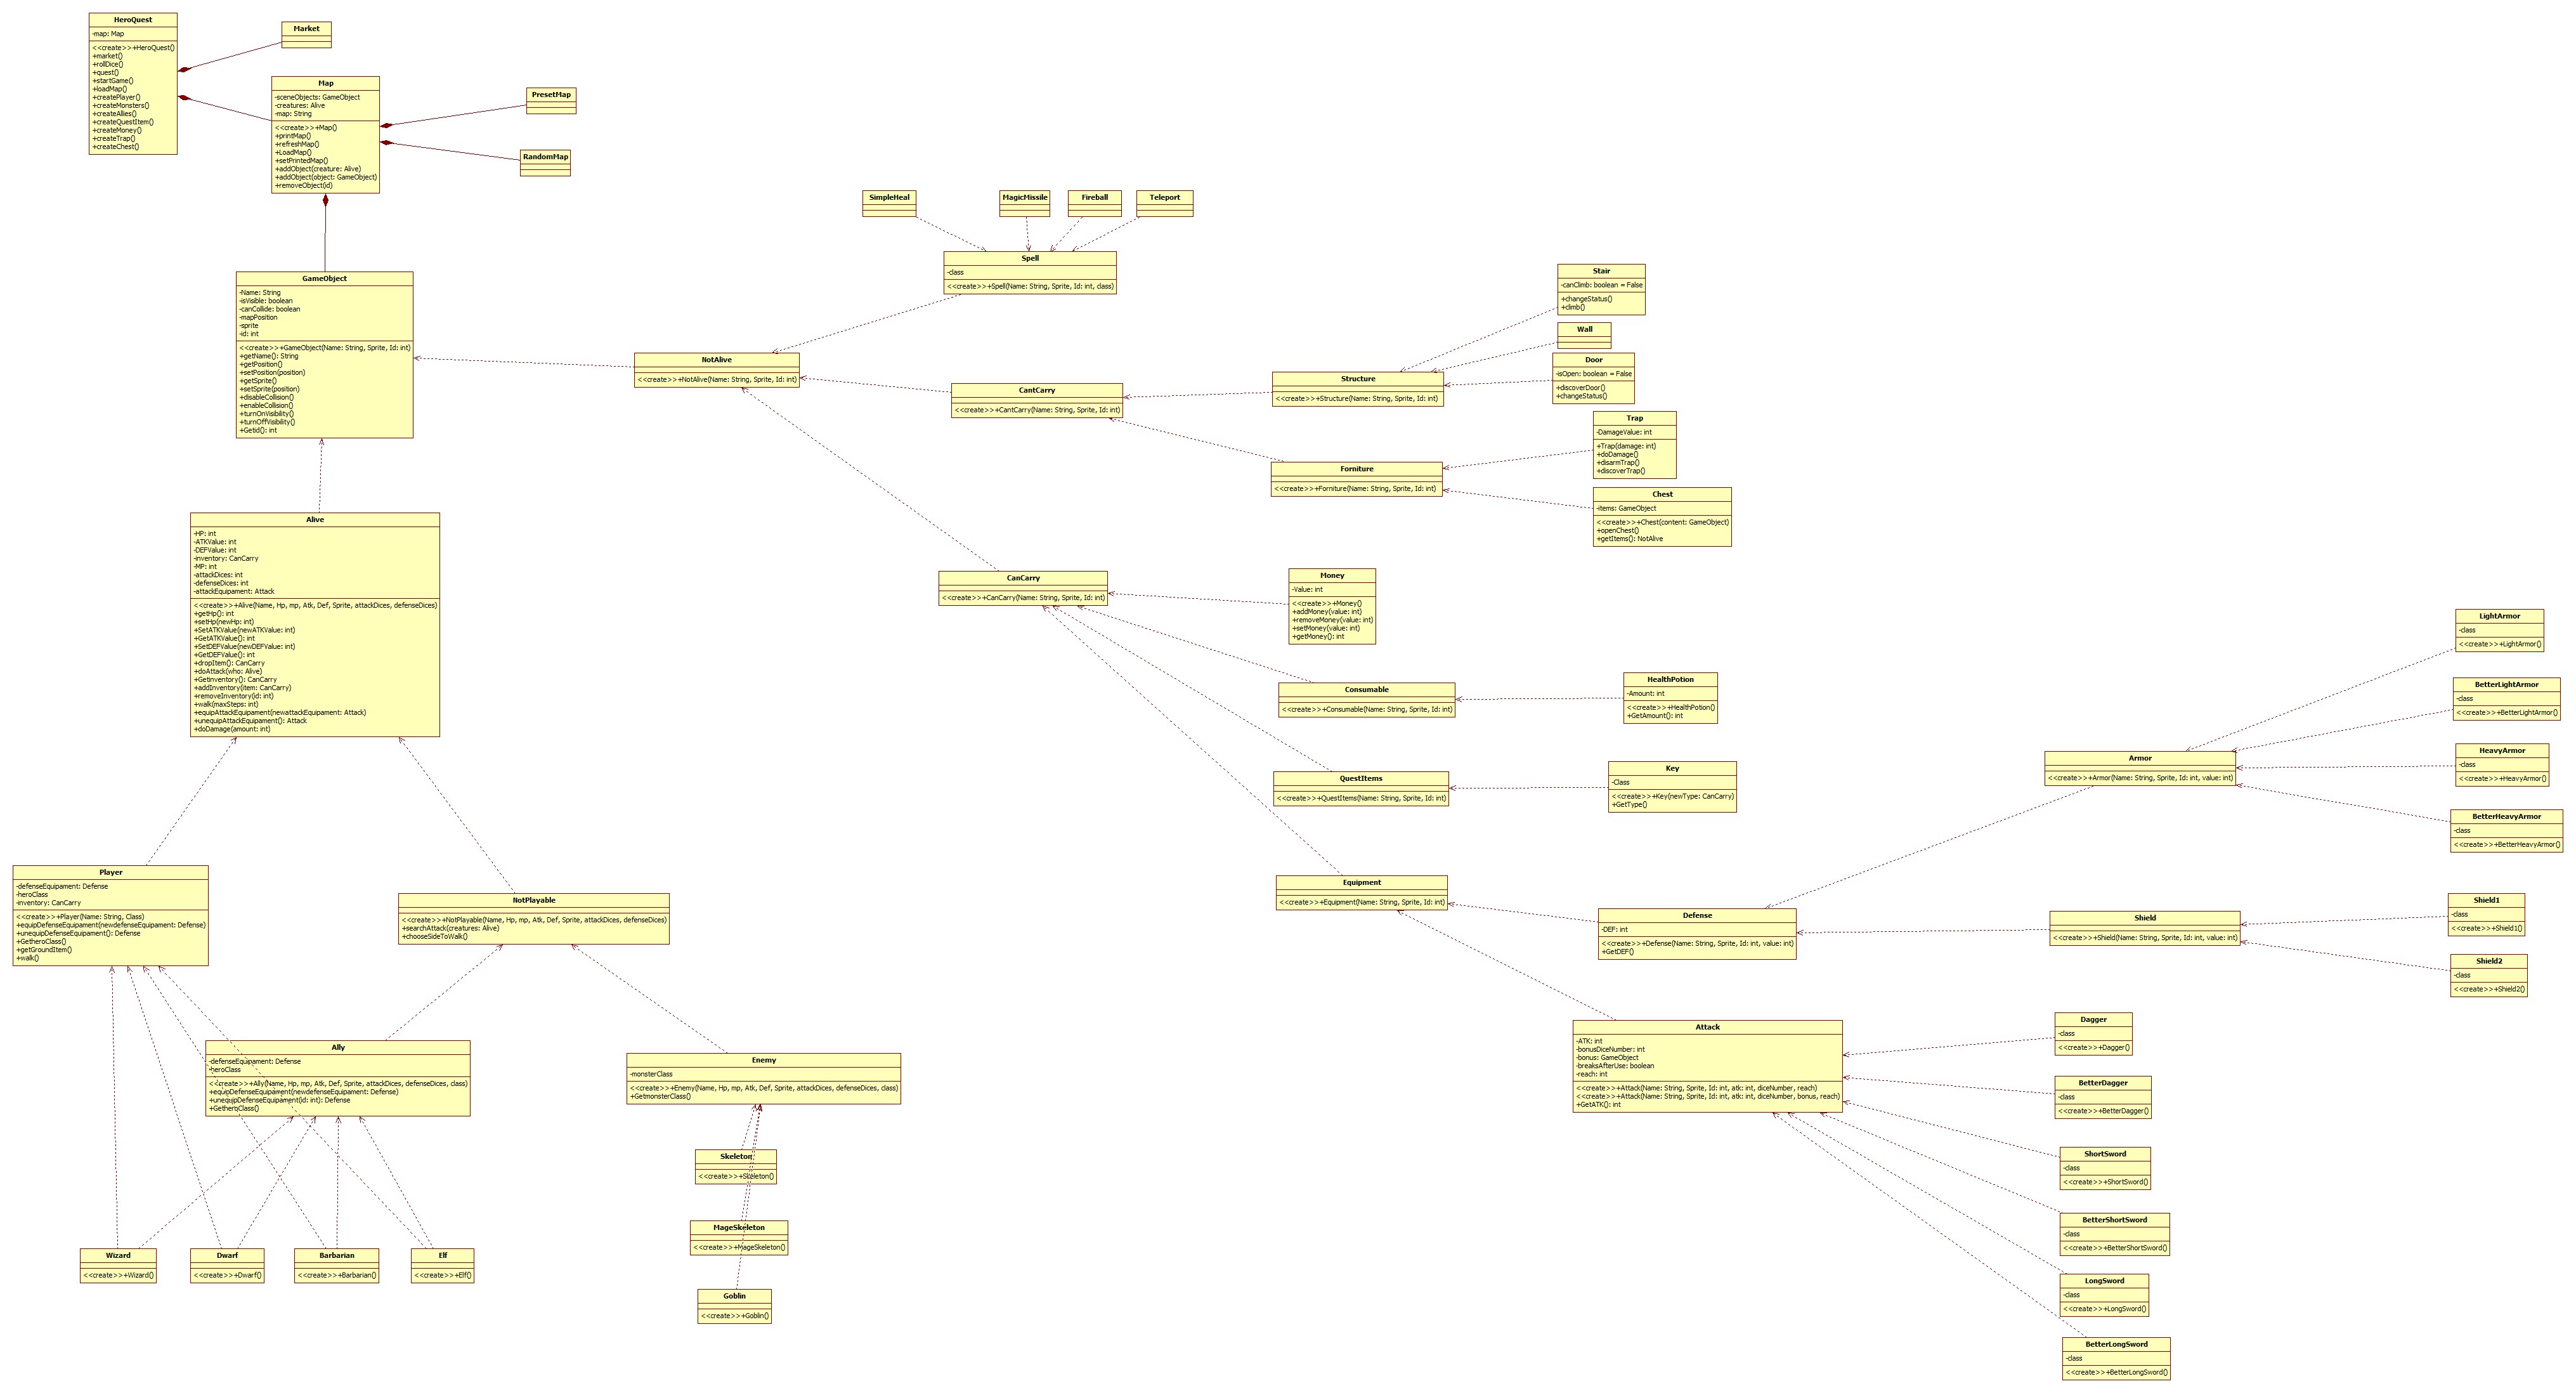 HeroQuest
-map: Map
<<create>>+HeroQuest()
+market()
+rollDice()
+quest()
+startGame()
+loadMap()
+createPlayer()
+createMonsters()
+createAllies()
+createQuestItem()
+createMoney()
+createTrap()
+createChest()
Market
Map
-sceneObjects: GameObject
-creatures: Alive
-map: String
<<create>>+Map()
+printMap()
+refreshMap()
+LoadMap()
+setPrintedMap()
+addObject(creature: Alive)
+addObject(object: GameObject)
+removeObject(id)
PresetMap
RandomMap
GameObject
-Name: String
-isVisible: boolean
-canCollide: boolean
-mapPosition
-sprite
-id: int
<<create>>+GameObject(Name: String, Sprite, Id: int)
+getName(): String
+getPosition()
+setPosition(position)
+getSprite()
+setSprite(position)
+disableCollision()
+enableCollision()
+turnOnVisibility()
+turnOffVisibility()
+GetId(): int
SimpleHeal
MagicMissile
Fireball
Teleport
Spell
-class
<<create>>+Spell(Name: String, Sprite, Id: int, class)
NotAlive
<<create>>+NotAlive(Name: String, Sprite, Id: int)
CantCarry
<<create>>+CantCarry(Name: String, Sprite, Id: int)
Structure
<<create>>+Structure(Name: String, Sprite, Id: int)
Stair
-canClimb: boolean = False
+changeStatus()
+climb()
Wall
Door
-isOpen: boolean = False
+discoverDoor()
+changeStatus()
Forniture
<<create>>+Forniture(Name: String, Sprite, Id: int)
Trap
-DamageValue: int
+Trap(damage: int)
+doDamage()
+disarmTrap()
+discoverTrap()
Chest
-items: GameObject
<<create>>+Chest(content: GameObject)
+openChest()
+getItems(): NotAlive
Alive
-HP: int
-ATKValue: int
-DEFValue: int
-inventory: CanCarry
-MP: int
-attackDices: int
-defenseDices: int
-attackEquipament: Attack
<<create>>+Alive(Name, Hp, mp, Atk, Def, Sprite, attackDices, defenseDices)
+getHp(): int
+setHp(newHp: int)
+SetATKValue(newATKValue: int)
+GetATKValue(): int
+SetDEFValue(newDEFValue: int)
+GetDEFValue(): int
+dropItem(): CanCarry
+doAttack(who: Alive)
+Getinventory(): CanCarry
+addInventory(item: CanCarry)
+removeInventory(id: int)
+walk(maxSteps: int)
+equipAttackEquipament(newattackEquipament: Attack)
+unequipAttackEquipament(): Attack
+doDamage(amount: int)
CanCarry
<<create>>+CanCarry(Name: String, Sprite, Id: int)
Money
-Value: int
<<create>>+Money()
+addMoney(value: int)
+removeMoney(value: int)
+setMoney(value: int)
+getMoney(): int
Consumable
<<create>>+Consumable(Name: String, Sprite, Id: int)
HealthPotion
-Amount: int
<<create>>+HealthPotion()
+GetAmount(): int
QuestItems
<<create>>+QuestItems(Name: String, Sprite, Id: int)
Key
-Class
<<create>>+Key(newType: CanCarry)
+GetType()
Equipment
<<create>>+Equipment(Name: String, Sprite, Id: int)
Defense
-DEF: int
<<create>>+Defense(Name: String, Sprite, Id: int, value: int)
+GetDEF()
Armor
<<create>>+Armor(Name: String, Sprite, Id: int, value: int)
LightArmor
-class
<<create>>+LightArmor()
BetterLightArmor
-class
<<create>>+BetterLightArmor()
HeavyArmor
-class
<<create>>+HeavyArmor()
BetterHeavyArmor
-class
<<create>>+BetterHeavyArmor()
Shield
<<create>>+Shield(Name: String, Sprite, Id: int, value: int)
Shield1
-class
<<create>>+Shield1()
Shield2
-class
<<create>>+Shield2()
Attack
-ATK: int
-bonusDiceNumber: int
-bonus: GameObject
-breaksAfterUse: boolean
-reach: int
<<create>>+Attack(Name: String, Sprite, Id: int, atk: int, diceNumber, reach)
<<create>>+Attack(Name: String, Sprite, Id: int, atk: int, diceNumber, bonus, reach)
+GetATK(): int
Dagger
-class
<<create>>+Dagger()
BetterDagger
-class
<<create>>+BetterDagger()
ShortSword
-class
<<create>>+ShortSword()
BetterShortSword
-class
<<create>>+BetterShortSword()
LongSword
-class
<<create>>+LongSword()
BetterLongSword
-class
<<create>>+BetterLongSword()
Player
-defenseEquipament: Defense
-heroClass
-inventory: CanCarry
<<create>>+Player(Name: String, Class)
+equipDefenseEquipament(newdefenseEquipament: Defense)
+unequipDefenseEquipament(): Defense
+GetheroClass()
+getGroundItem()
+walk()
NotPlayable
<<create>>+NotPlayable(Name, Hp, mp, Atk, Def, Sprite, attackDices, defenseDices)
+searchAttack(creatures: Alive)
+chooseSideToWalk()
Ally
-defenseEquipament: Defense
-heroClass
<<create>>+Ally(Name, Hp, mp, Atk, Def, Sprite, attackDices, defenseDices, class)
+equipDefenseEquipament(newdefenseEquipament: Defense)
+unequipDefenseEquipament(id: int): Defense
+GetheroClass()
Enemy
-monsterClass
<<create>>+Enemy(Name, Hp, mp, Atk, Def, Sprite, attackDices, defenseDices, class)
+GetmonsterClass()
Skeleton
<<create>>+Skeleton()
MageSkeleton
<<create>>+MageSkeleton()
Goblin
<<create>>+Goblin()
Wizard
<<create>>+Wizard()
Dwarf
<<create>>+Dwarf()
Barbarian
<<create>>+Barbarian()
Elf
<<create>>+Elf()